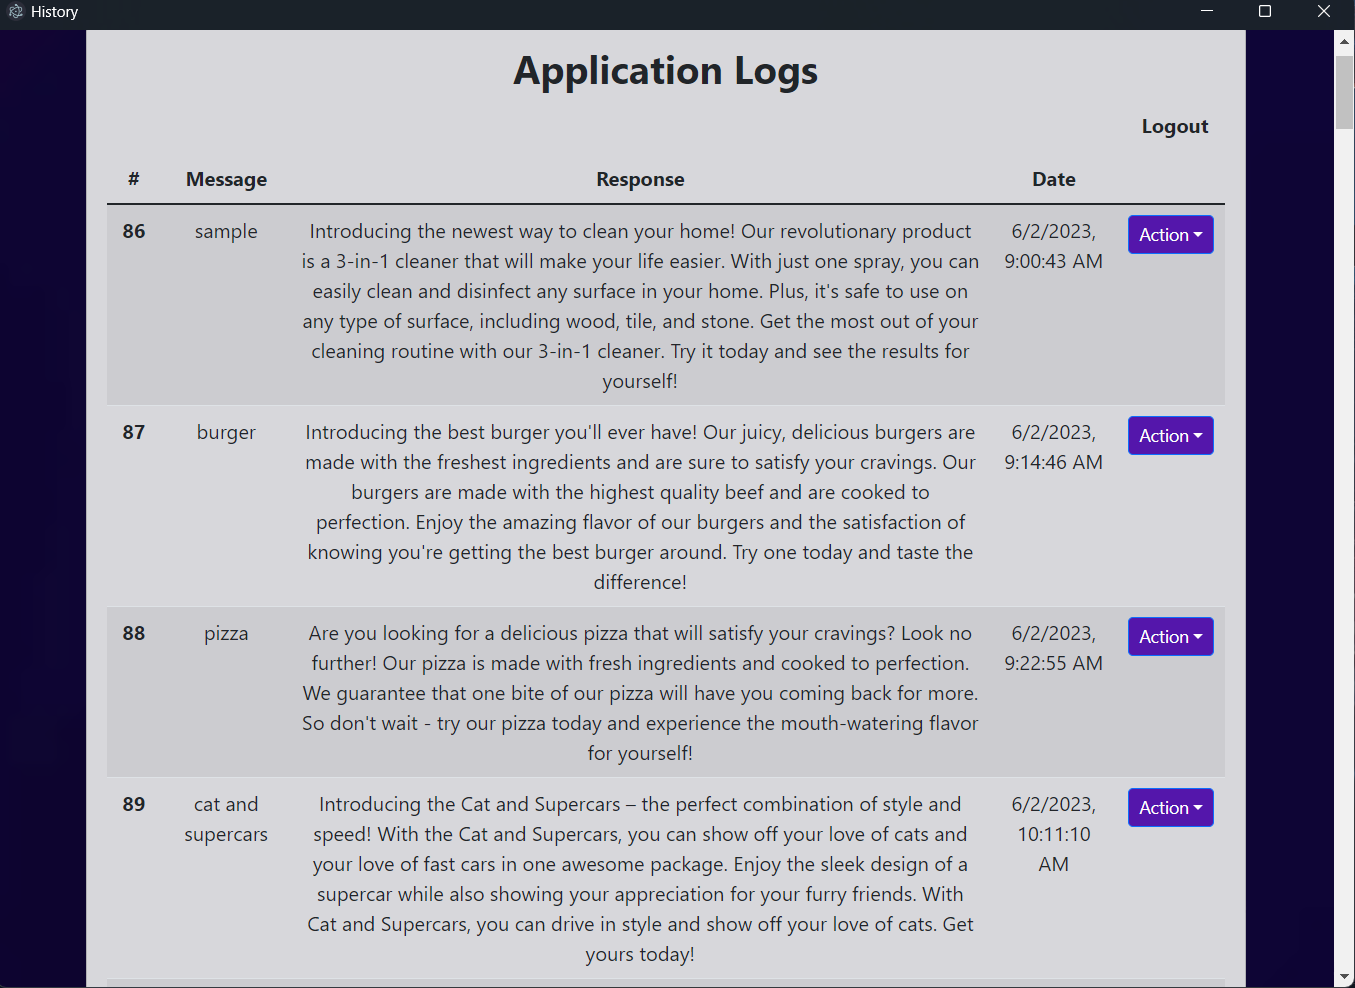 History
Application Logs
Logout
# Message Response Date
86 sample Introducing the newest way to clean your home! Our revolutionary product 6/2/2023, Action
is a 3-in-1 cleaner that will make your life easier. With just one spray, you can 9:00:43 AM
easily clean and disinfect any surface in your home. Plus, it's safe to use on
any type of surface, including wood, tile, and stone. Get the most out of your
cleaning routine with our 3-in-1 cleaner. Try it today and see the results for
yourself!
87 burger Introducing the best burger you'll ever have! Our juicy, delicious burgers are 6/2/2023, Action
made with the freshest ingredients and are sure to satisfy your cravings. Our 9:14:46 AM
burgers are made with the highest quality beef and are cooked to
perfection. Enjoy the amazing flavor of our burgers and the satisfaction of
knowing you're getting the best burger around. Try one today and taste the
difference!
88 pizza Are you looking for a delicious pizza that will satisfy your cravings? Look no 6/2/2023, Action
further! Our pizza is made with fresh ingredients and cooked to perfection. 9:22:55 AM
We guarantee that one bite of our pizza will have you coming back for more.
So don't wait - try our pizza today and experience the mouth-watering flavor
for yourself!
89 cat and Introducing the Cat and Supercars – the perfect combination of style and 6/2/2023, Action
supercars speed! With the Cat and Supercars, you can show off your love of cats and 10:11:10
your love of fast cars in one awesome package. Enjoy the sleek design of a AM
supercar while also showing your appreciation for your furry friends. With
Cat and Supercars, you can drive in style and show off your love of cats. Get
yours today!